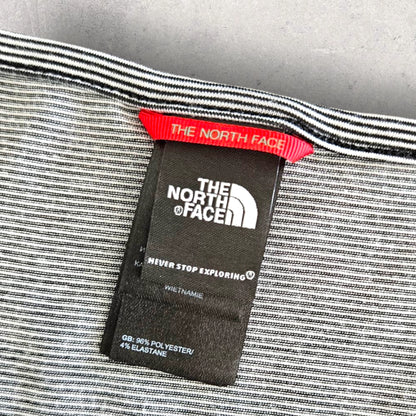 THE NORTH FACE
THE
NORTH
FACE
NEVER STOP EXPLORING
WIETNAMIE
GB: 96% POLYESTER/
4% ELASTANE